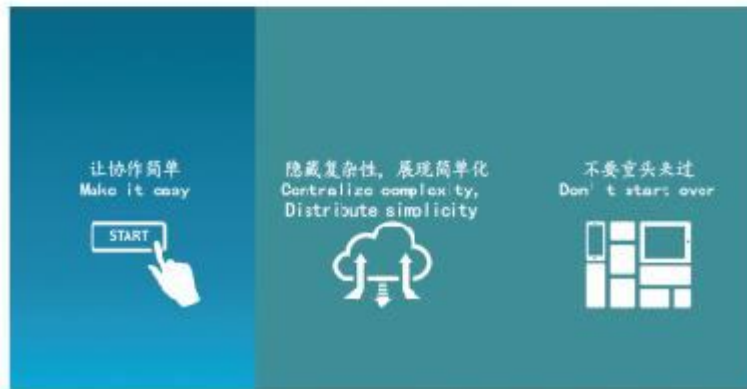 让协作简单
Make it easy
START
隐藏复杂性，展现简单化
Centralize complexity,
Distribute simplicity
不要重头来过
Don't start over